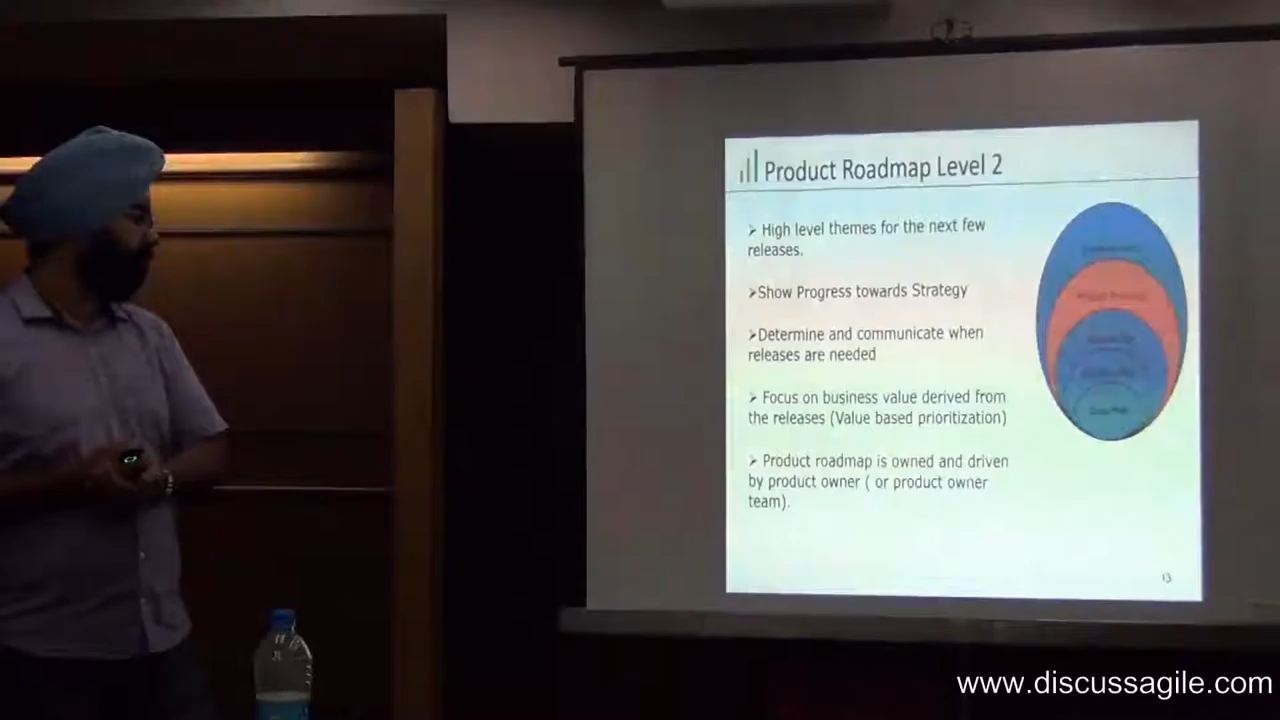 Product Roadmap Level 2
➢ High level themes for the next few
releases.
➢Show Progress towards Strategy
➢Determine and communicate when
releases are needed
➢ Focus on business value derived from
the releases (Value based prioritization)
➢ Product roadmap is owned and driven
by product owner ( or product owner
team).
13
www.discussagile.com